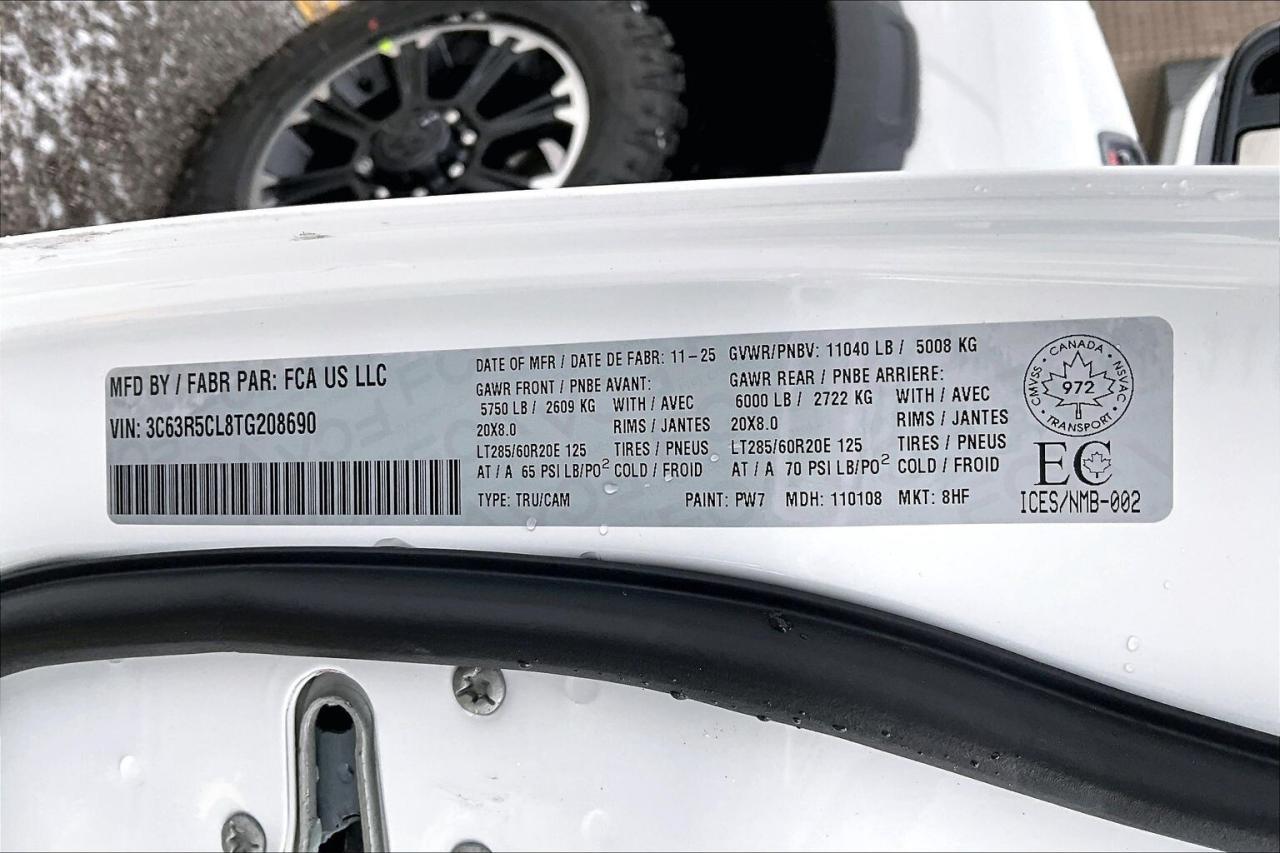 MFD BY / FABR PAR: FCA US LLC
VIN: 3C63R5CL8TG208690
DATE OF MFR / DATE DE FABR: 11-25 GVWR/PNBV: 11040 LB / 5008 KG
GAWR FRONT / PNBE AVANT: GAWR REAR / PNBE ARRIERE:
5750 LB / 2609 KG WITH / AVEC 6000 LB / 2722 KG WITH / AVEC
20X8.0 RIMS / JANTES 20X8.0 RIMS / JANTES
LT285/60R20E 125 TIRES / PNEUS LT285/60R20E 125 TIRES / PNEUS
AT / A 65 PSI LB/PO² COLD / FROID AT / A 70 PSI LB/PO² COLD / FROID
TYPE: TRU/CAM PAINT: PW7 MDH: 110108 MKT: 8HF
CANADA · NSVAC · TRANSPORT · CMVSS
972
EC
ICES/NMB-002